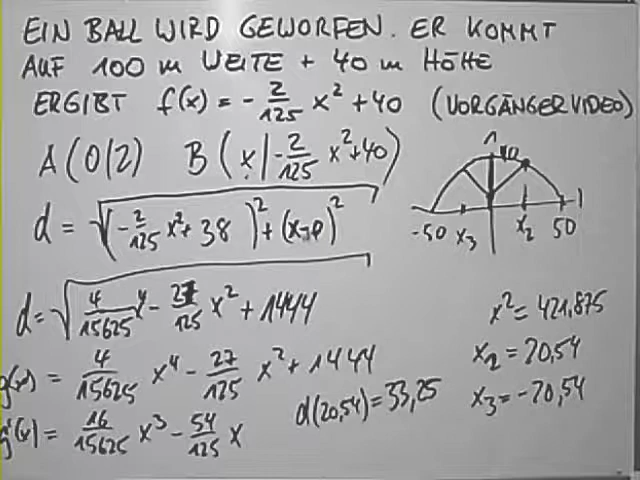 EIN BALL WIRD GEWORFEN. ER KOMMT
AUF 100 m WEITE + 40 m HÖHE
ERGIBT f(x) = - 2/125 x² + 40 (VORGÄNGERVIDEO)
A (0|2) B (x|-2/125 x²+40)
40
-50 x₃ x₂ 50
d = √(-2/125 x² + 38)² + (x-0)²
d = √4/15625 x⁴ - 27/125 x² + 1444
x² = 421,875
g(x) = 4/15625 x⁴ - 27/125 x² + 1444
x₂ = 20,54
d(20,54) = 33,25
x₃ = -20,54
g'(x) = 16/15625 x³ - 54/125 x